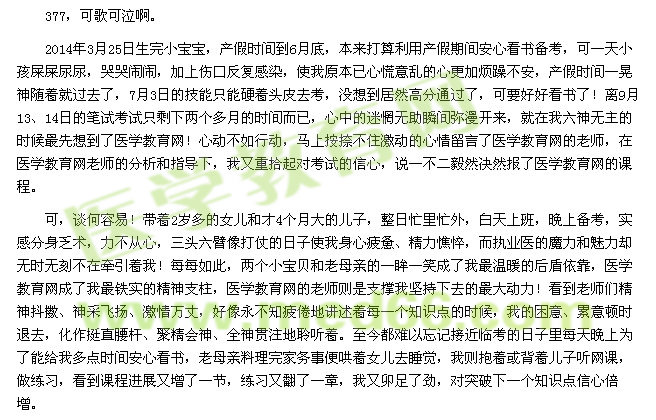 377，可歌可泣啊。
2014年3月25日生完小宝宝，产假时间到6月底，本来打算利用产假期间安心看书备考，可一天小
孩屎屎尿尿，哭哭闹闹，加上伤口反复感染，使我原本已心慌意乱的心更加烦躁不安，产假时间一晃
神随着就过去了，7月3日的技能只能硬着头皮去考，没想到居然高分通过了，可要好好看书了！离9月
13、14日的笔试考试只剩下两个多月的时间而已，心中的迷惘无助瞬间弥漫开来，就在我六神无主的
时候最先想到了医学教育网！心动不如行动，马上按捺不住激动的心情留言了医学教育网的老师，在
医学教育网老师的分析和指导下，我又重拾起对考试的信心，说一不二毅然决然报了医学教育网的课
程。
可，谈何容易！带着2岁多的女儿和才4个月大的儿子，整日忙里忙外，白天上班，晚上备考，实
感分身乏术，力不从心，三头六臂像打仗的日子使我身心疲惫、精力憔悴，而执业医的魔力和魅力却
无时无刻不在牵引着我！每每如此，两个小宝贝和老母亲的一眸一笑成了我最温暖的后盾依靠，医学
教育网成了我最铁实的精神支柱，医学教育网的老师则是支撑我坚持下去的最大动力！看到老师们精
神抖擞、神采飞扬、激情万丈，好像永不知疲倦地讲述着每一个知识点的时候，我的困意、累意顿时
退去，化作挺直腰杆、聚精会神、全神贯注地聆听着。至今都难以忘记接近临考的日子里每天晚上为
了能给我多点时间安心看书，老母亲料理完家务事便哄着女儿去睡觉，我则抱着或背着儿子听网课，
做练习，看到课程进展又增了一节，练习又翻了一章，我又卯足了劲，对突破下一个知识点信心倍
增。
医学教育网
www.med66.com